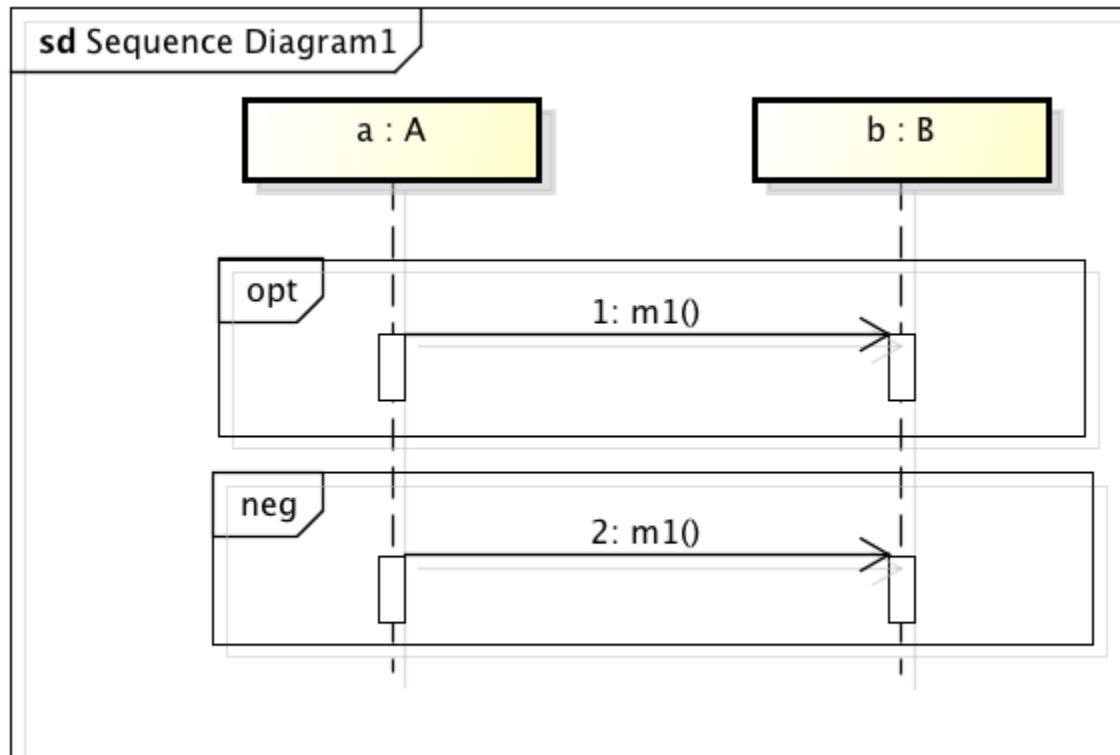 sd Sequence Diagram1
a : A
b : B
opt
1: m1()
neg
2: m1()